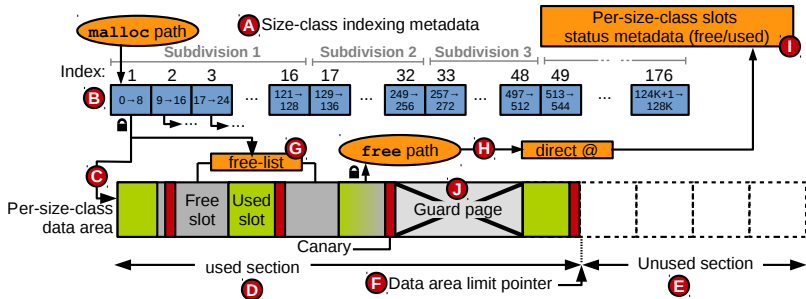 malloc path
A Size-class indexing metadata
Per-size-class slots
status metadata (free/used)
I
Subdivision 1
Subdivision 2
Subdivision 3
Index:
1 2 3 16 17 32 33 48 49 ... ... 176
B
0→8 9→16 17→24 ... 121→128 129→136 ... 249→256 257→272 ... 497→512 513→544 ... 124K+1→128K
... ...
G
free-list
free path
H
direct @
C
Per-size-class
data area
Free
slot
Used
slot
J
Guard page
Canary
used section
D
F Data area limit pointer
Unused section
E